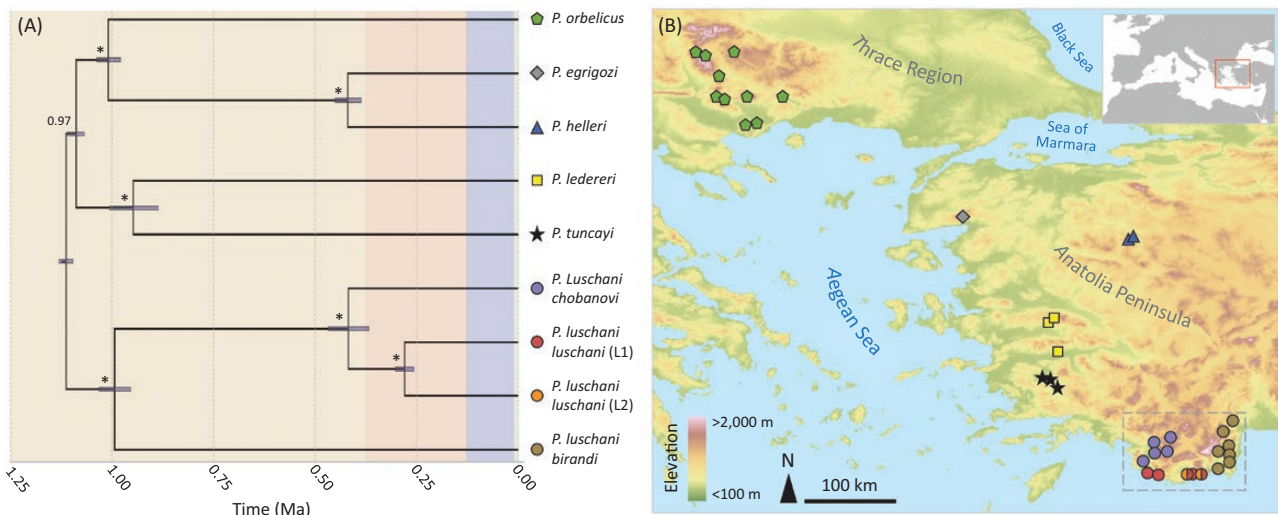 (A)
*
*
0.97
*
*
*
*
P. orbelicus
P. egrigozi
P. helleri
P. ledereri
P. tuncayi
P. Luschani
chobanovi
P. luschani
luschani (L1)
P. luschani
luschani (L2)
P. luschani
birandi
1.25
1.00
0.75
0.50
0.25
0.00
Time (Ma)
(B)
Thrace Region
Black Sea
Sea of
Marmara
Aegean Sea
Anatolia Peninsula
Elevation
>2,000 m
<100 m
N
100 km